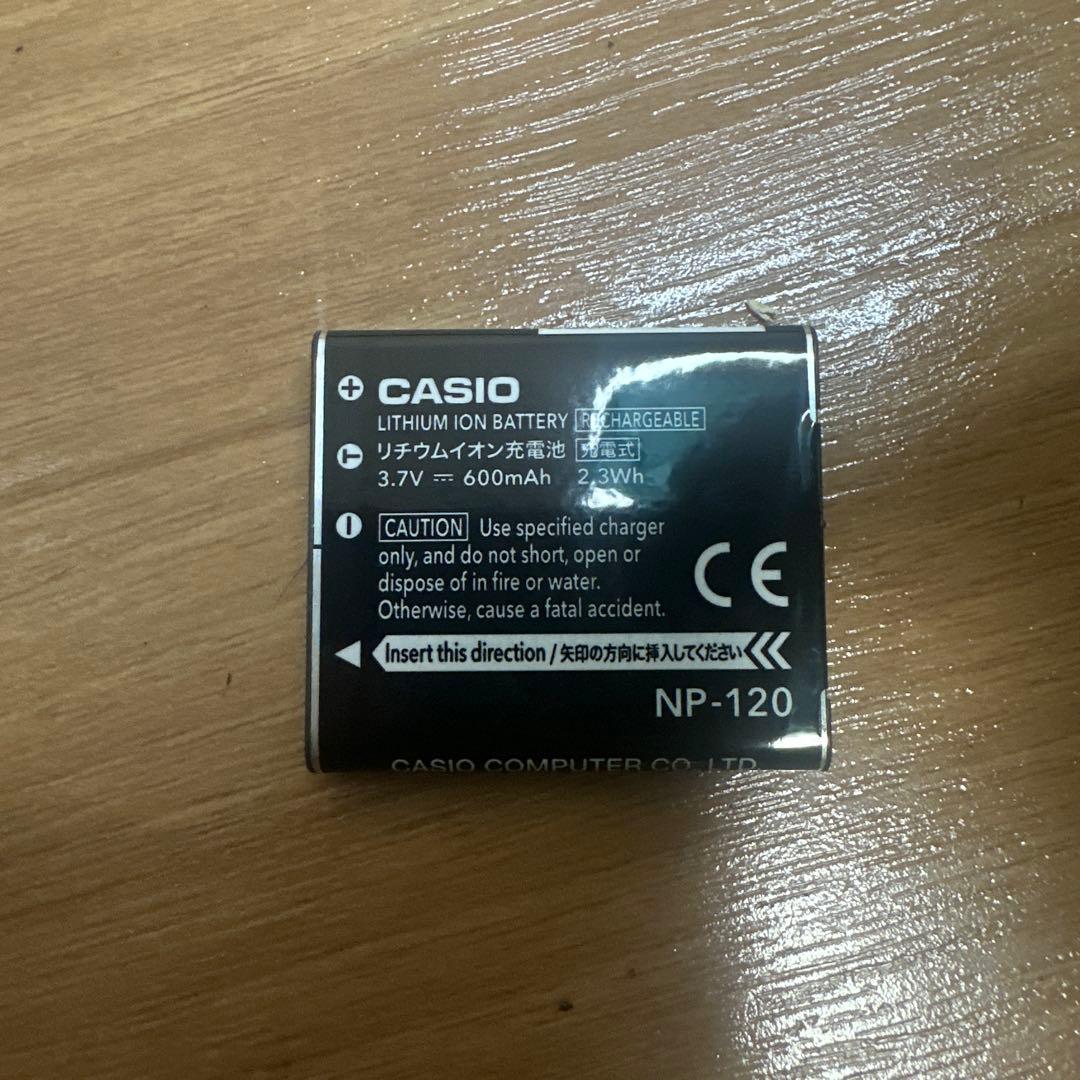 CASIO
LITHIUM ION BATTERY RECHARGEABLE
リチウムイオン充電池 充電式
3.7V ⎓ 600mAh 2.3Wh
CAUTION Use specified charger
only, and do not short, open or
dispose of in fire or water.
Otherwise, cause a fatal accident.
CE
Insert this direction / 矢印の方向に挿入してください
NP-120
CASIO COMPUTER CO., LTD.